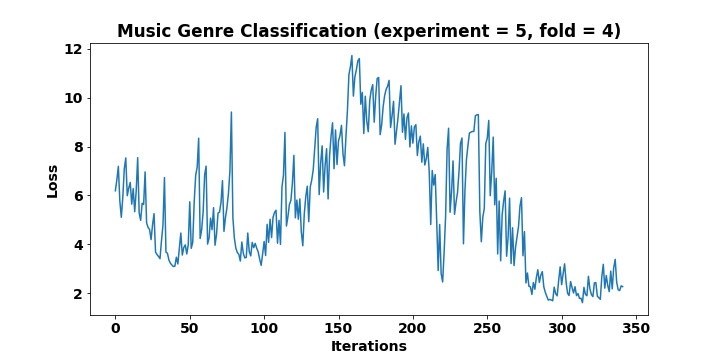 Music Genre Classification (experiment = 5, fold = 4)
12
10
8
6
4
2
Loss
0 50 100 150 200 250 300 350
Iterations